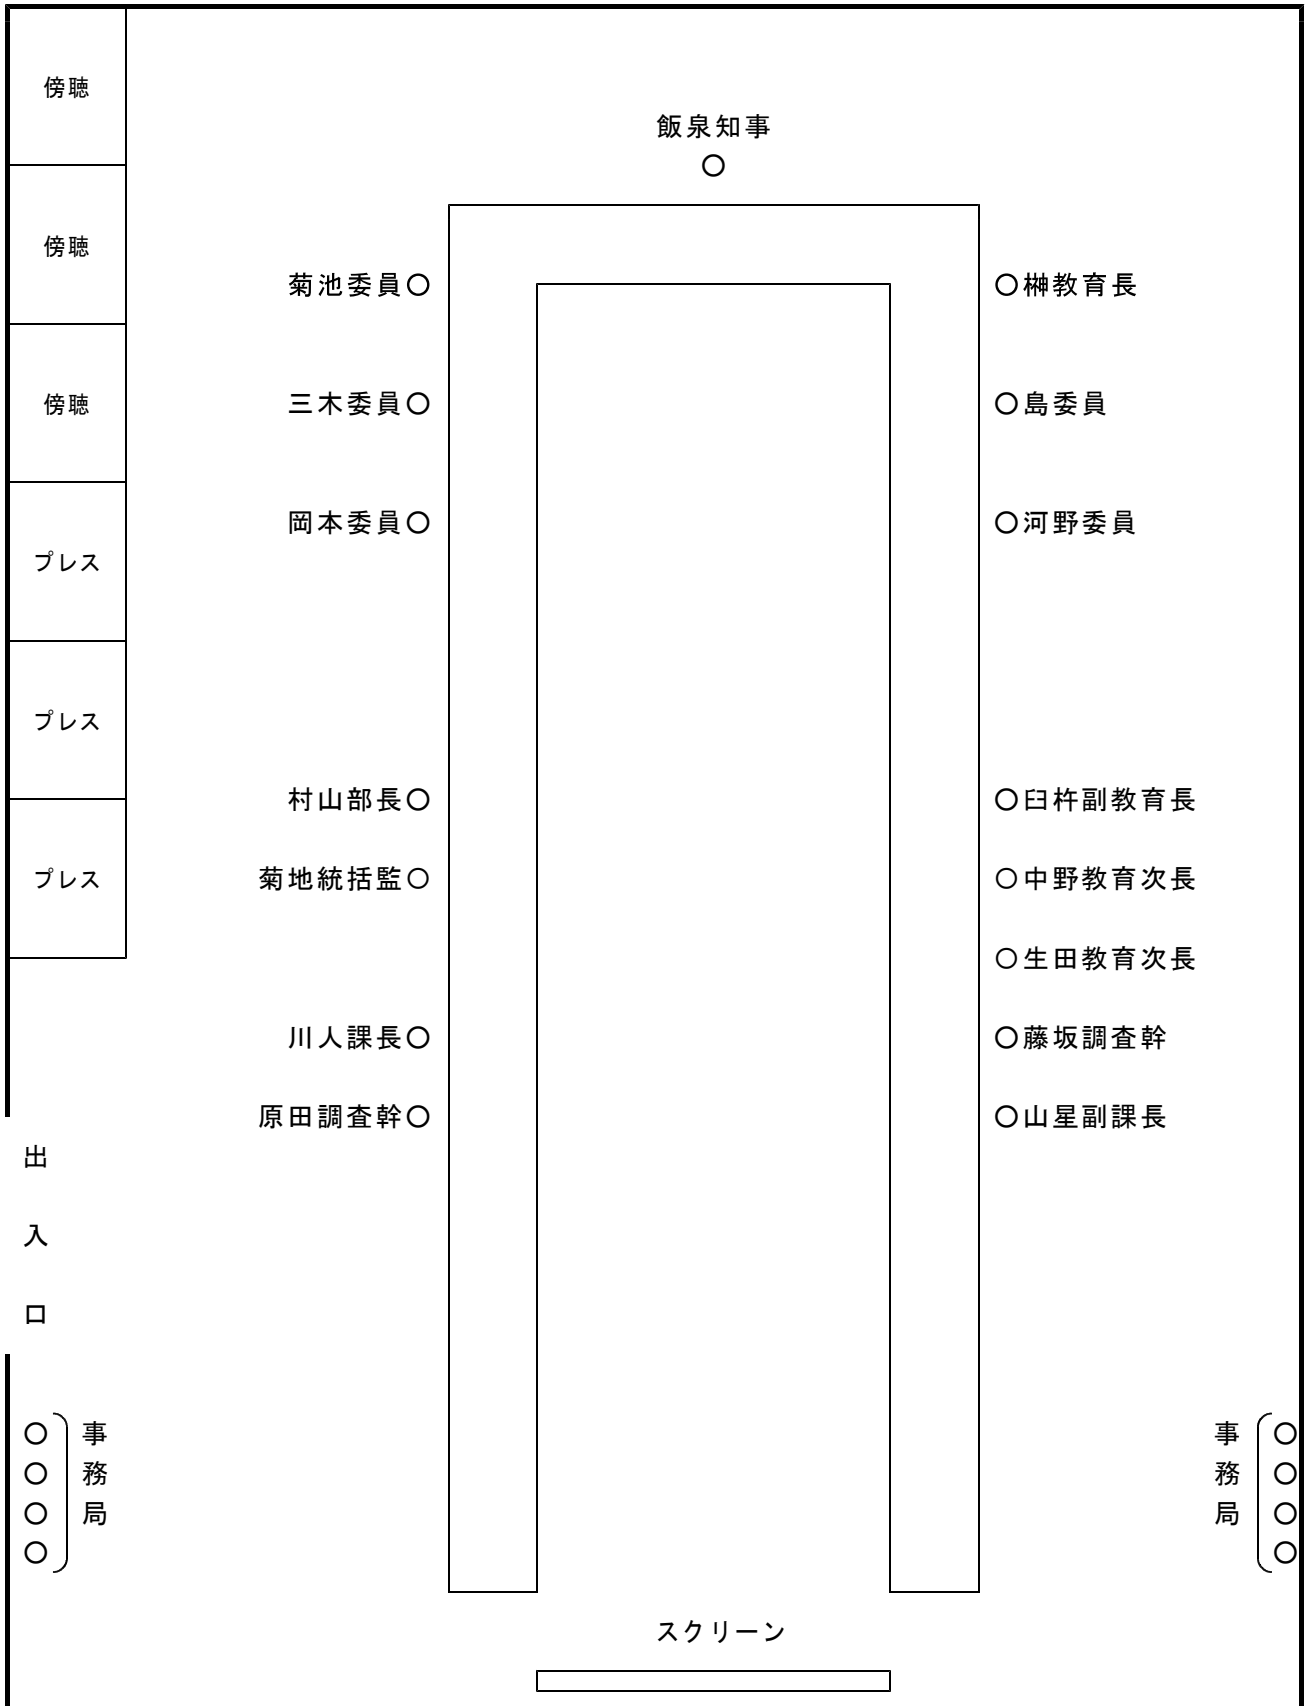 傍聴
飯泉知事
○
傍聴
菊池委員○
○榊教育長
傍聴
三木委員○
○島委員
岡本委員○
○河野委員
プレス
プレス
村山部長○
○臼杵副教育長
プレス
菊地統括監○
○中野教育次長
○生田教育次長
川人課長○
○藤坂調査幹
原田調査幹○
○山星副課長
出入口
○○○○
事務局
事務局
○○○○
スクリーン